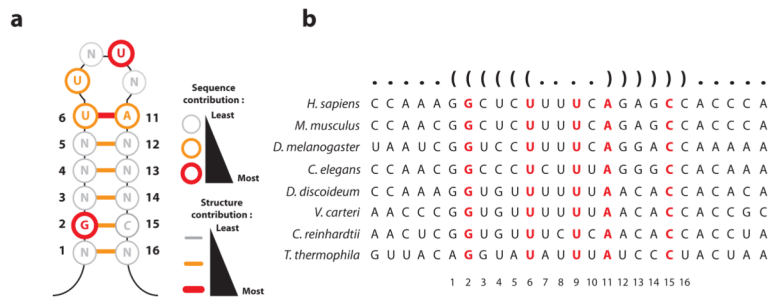 a
b
N
U
U
N
6
U
A
11
5
N
N
12
4
N
N
13
3
N
N
14
2
G
C
15
1
N
N
16
Sequence
contribution :
Least
Most
Structure
contribution :
Least
Most
. . . . . ( ( ( ( ( ( . . . . ) ) ) ) ) ) . . . . .
H. sapiens C C A A A G G C U C U U U U C A G A G C C A C C C A
M. musculus C C A A C G G C U C U U U U C A G A G C C A C C C A
D. melanogaster U A A U C G G U C C U U U U C A G G A C C A A A A A
C. elegans C C A A C G G C C C U U C U U A G G G C C A C A A A
D. discoideum C C A A A G G U G U U U U U U A A C A C C A C A C A
V. carteri A A C C C G G U G U U U U U C A A C A C C A C C G C
C. reinhardtii A A C U C G G U G U U U C U C A A C A C C A C C U A
T. thermophila G U U A C A G G U A U A U U U A U C C C U A C U A A
1 2 3 4 5 6 7 8 9 10 11 12 13 14 15 16